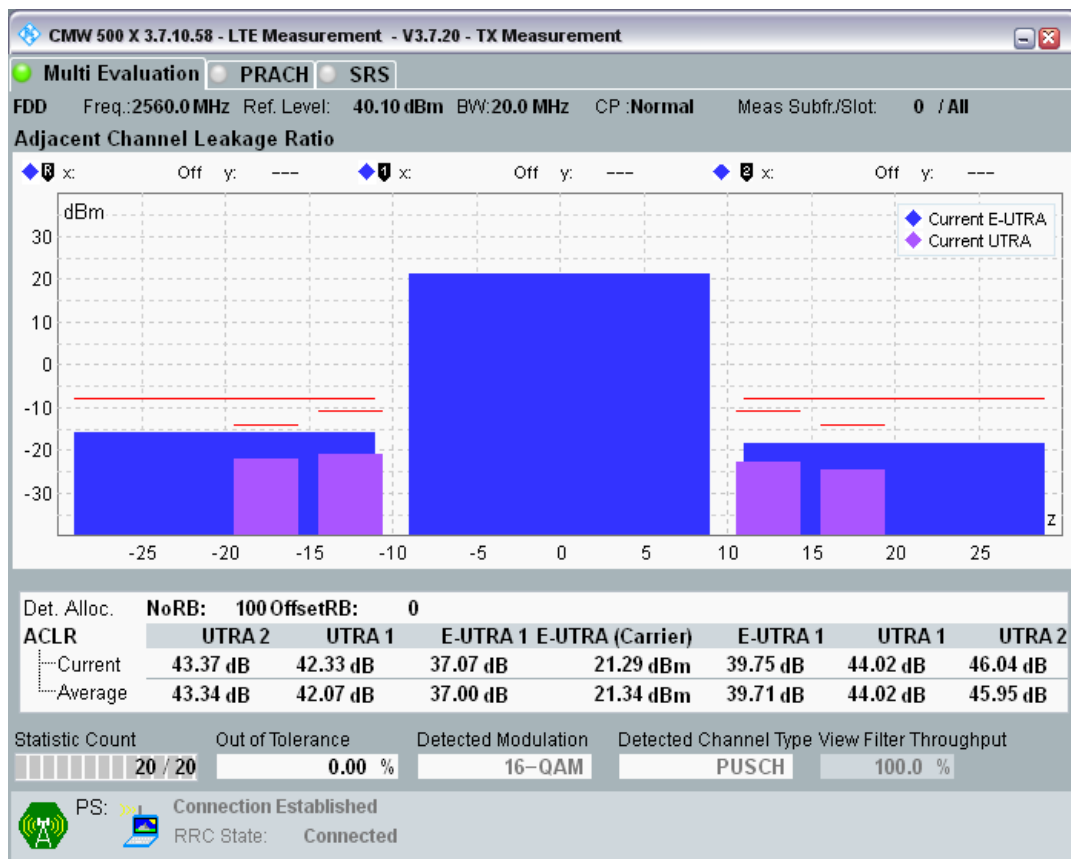 CMW 500 X 3.7.10.58 - LTE Measurement - V3.7.20 - TX Measurement
Multi Evaluation PRACH SRS
FDD Freq.:2560.0 MHz Ref. Level: 40.10 dBm BW:20.0 MHz CP :Normal Meas Subfr./Slot: 0 / All
Adjacent Channel Leakage Ratio
R x: Off y: --- 1 x: Off y: --- 2 x: Off y: ---
dBm
Current E-UTRA
Current UTRA
30
20
10
0
-10
-20
-30
z
-25 -20 -15 -10 -5 0 5 10 15 20 25
Det. Alloc. NoRB: 100 OffsetRB: 0
ACLR UTRA 2 UTRA 1 E-UTRA 1 E-UTRA (Carrier) E-UTRA 1 UTRA 1 UTRA 2
Current 43.37 dB 42.33 dB 37.07 dB 21.29 dBm 39.75 dB 44.02 dB 46.04 dB
Average 43.34 dB 42.07 dB 37.00 dB 21.34 dBm 39.71 dB 44.02 dB 45.95 dB
Statistic Count Out of Tolerance Detected Modulation Detected Channel Type View Filter Throughput
20 / 20 0.00 % 16-QAM PUSCH 100.0 %
PS: Connection Established
RRC State: Connected